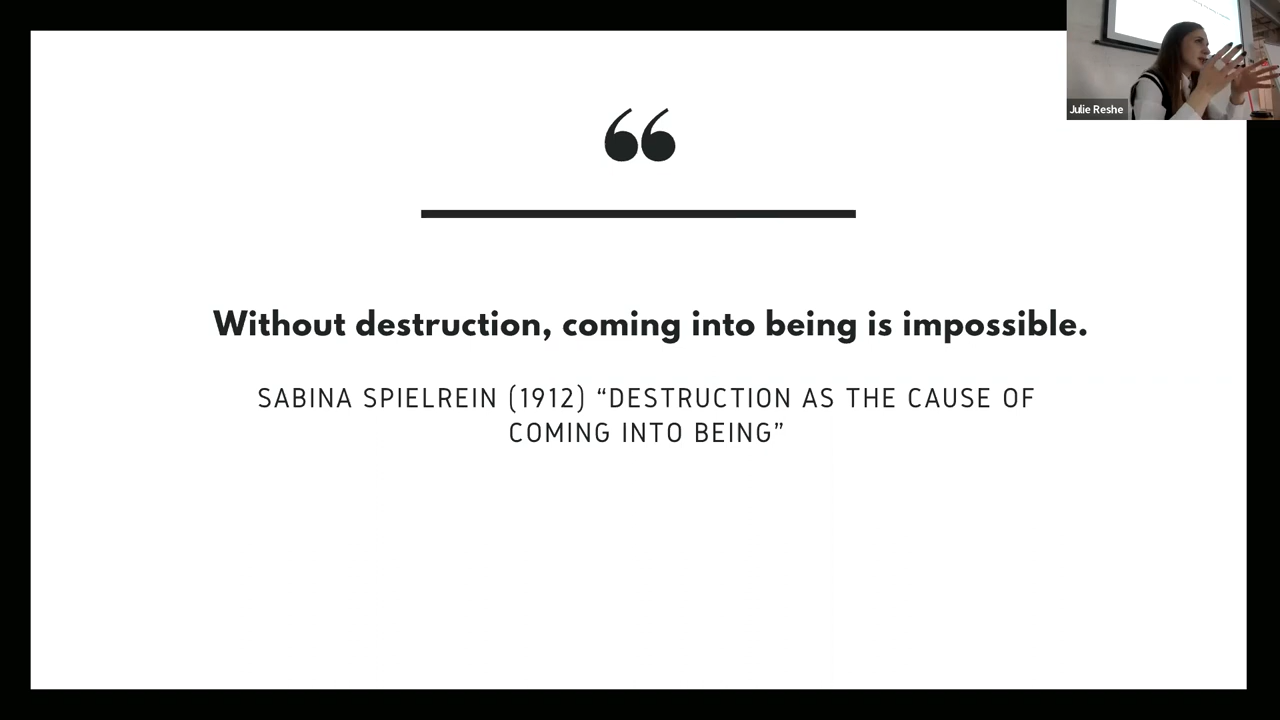 Julie Reshe
“
Without destruction, coming into being is impossible.
SABINA SPIELREIN (1912) “DESTRUCTION AS THE CAUSE OF
COMING INTO BEING”